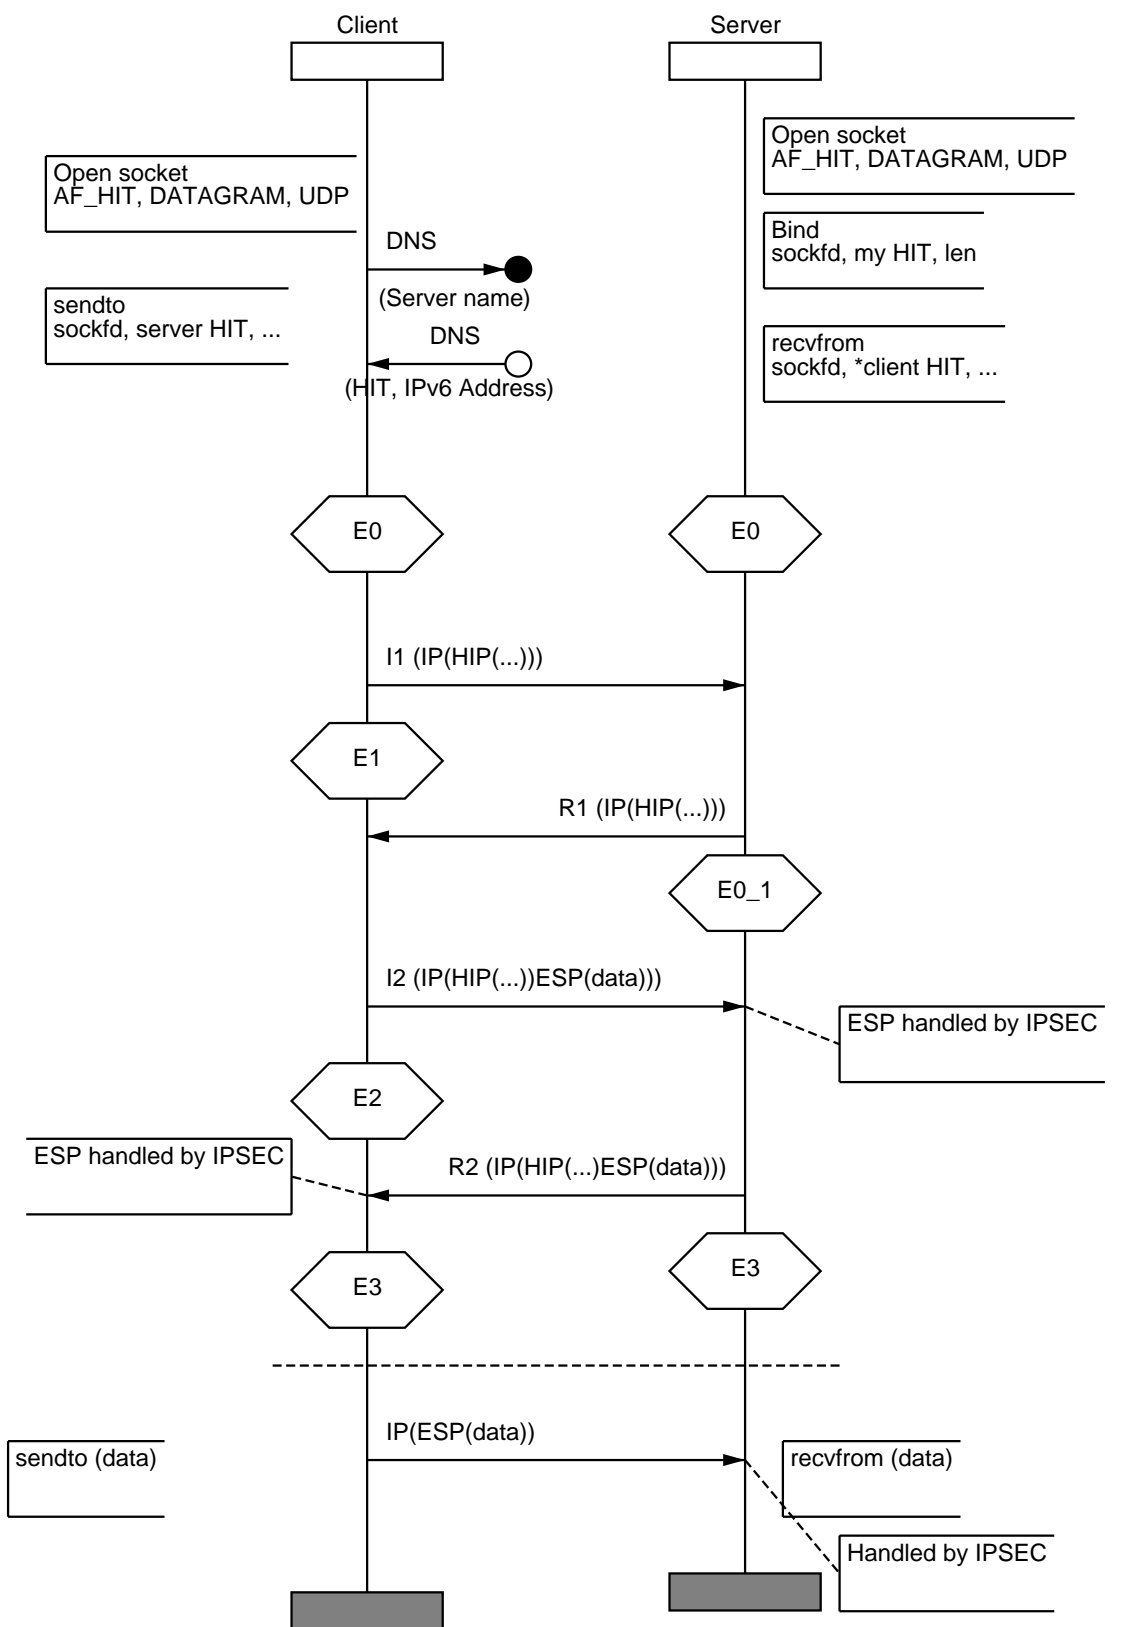 Client
Server
Open socket
AF_HIT, DATAGRAM, UDP
Open socket
AF_HIT, DATAGRAM, UDP
Bind
sockfd, my HIT, len
DNS
(Server name)
sendto
sockfd, server HIT, ...
DNS
(HIT, IPv6 Address)
recvfrom
sockfd, *client HIT, ...
E0
E0
I1 (IP(HIP(...)))
E1
R1 (IP(HIP(...)))
E0_1
I2 (IP(HIP(...))ESP(data)))
ESP handled by IPSEC
E2
ESP handled by IPSEC
R2 (IP(HIP(...)ESP(data)))
E3
E3
IP(ESP(data))
sendto (data)
recvfrom (data)
Handled by IPSEC